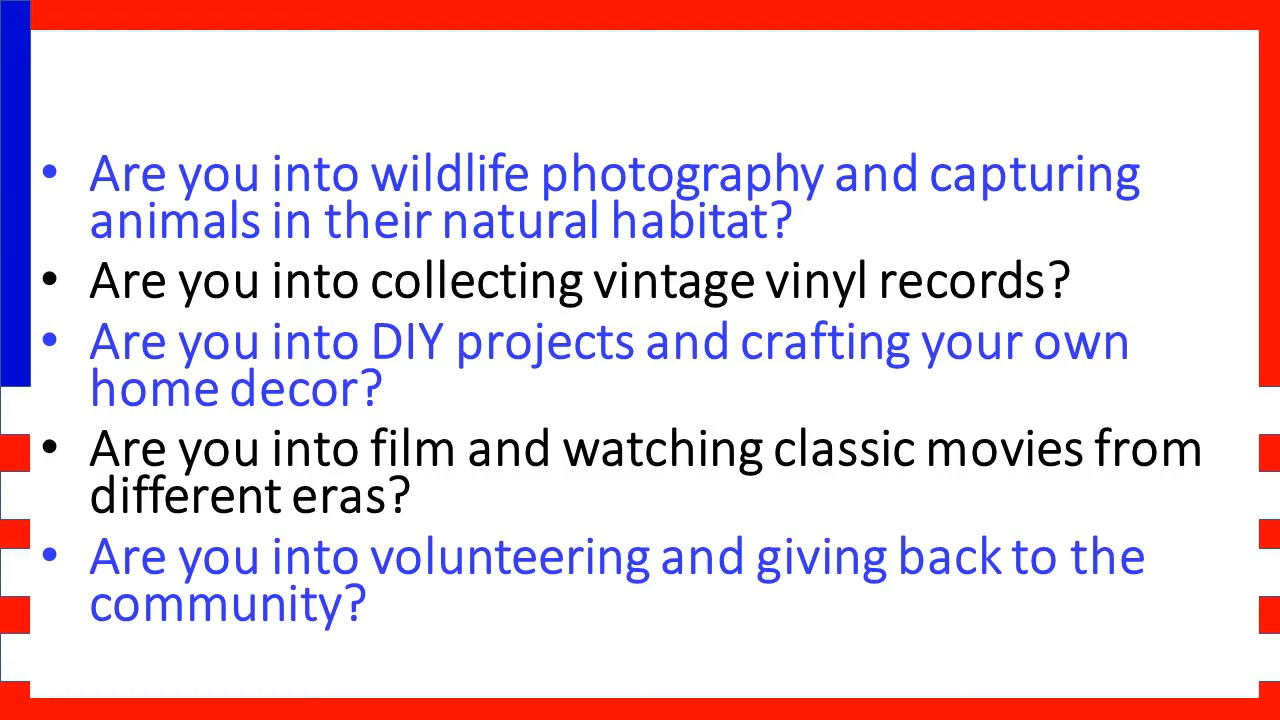 • Are you into wildlife photography and capturing
animals in their natural habitat?
• Are you into collecting vintage vinyl records?
• Are you into DIY projects and crafting your own
home decor?
• Are you into film and watching classic movies from
different eras?
• Are you into volunteering and giving back to the
community?